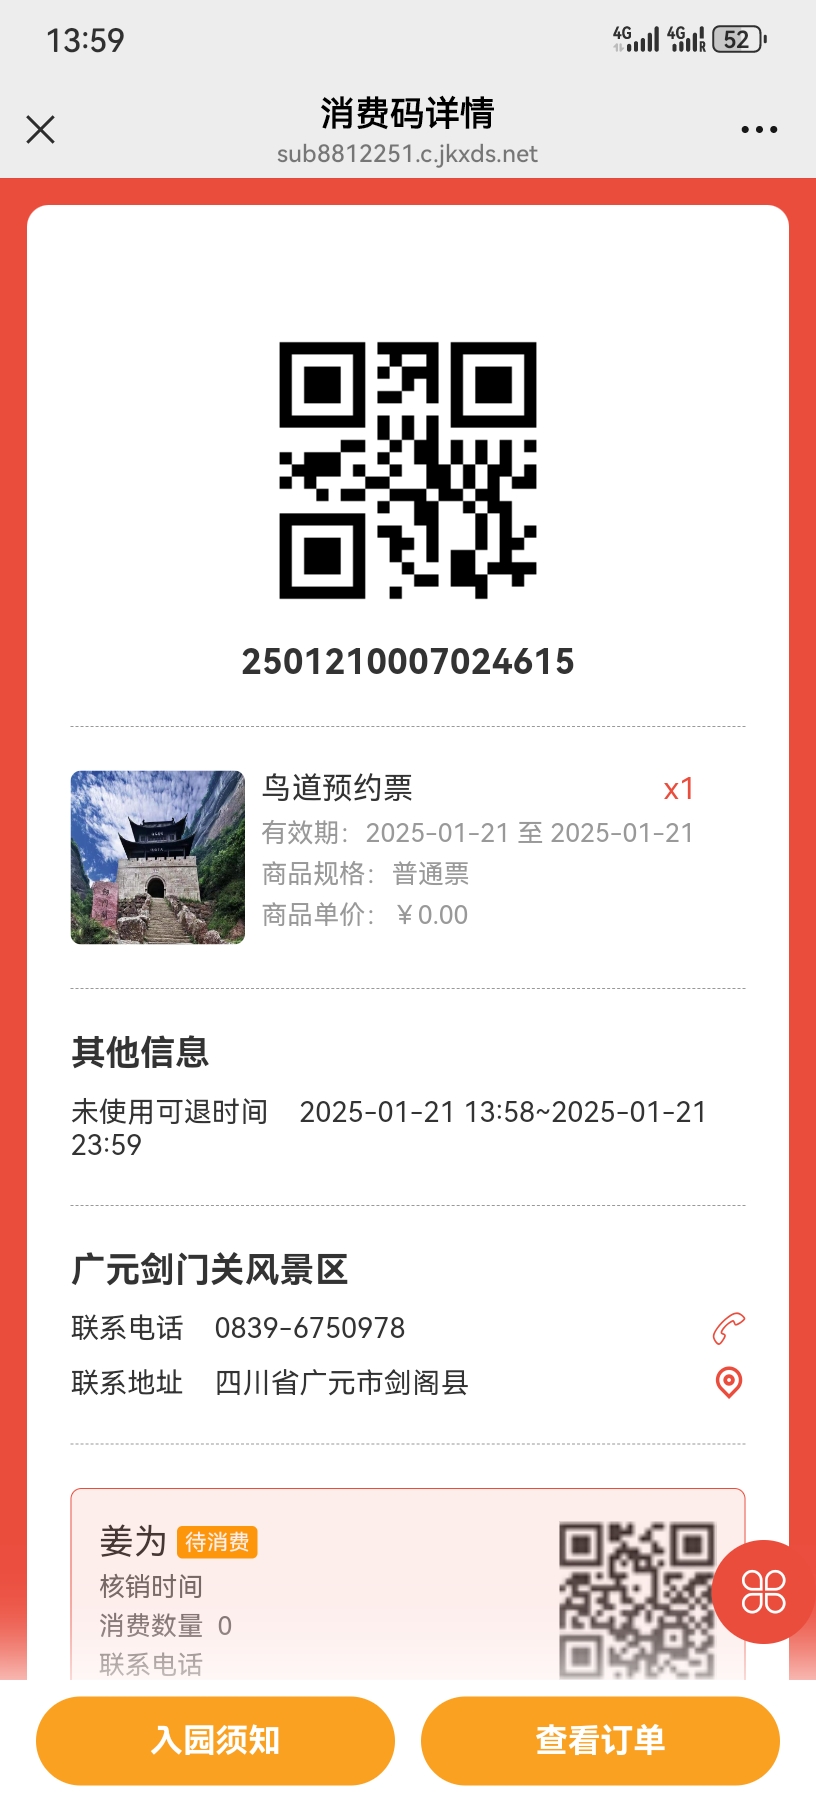 13:59
4G 4G R 52
消费码详情
sub8812251.c.jkxds.net
2501210007024615
鸟道预约票 x1
有效期： 2025-01-21 至 2025-01-21
商品规格： 普通票
商品单价： ￥0.00
其他信息
未使用可退时间 2025-01-21 13:58~2025-01-21
23:59
广元剑门关风景区
联系电话 0839-6750978
联系地址 四川省广元市剑阁县
姜为 待消费
核销时间
消费数量 0
联系电话
入园须知 查看订单